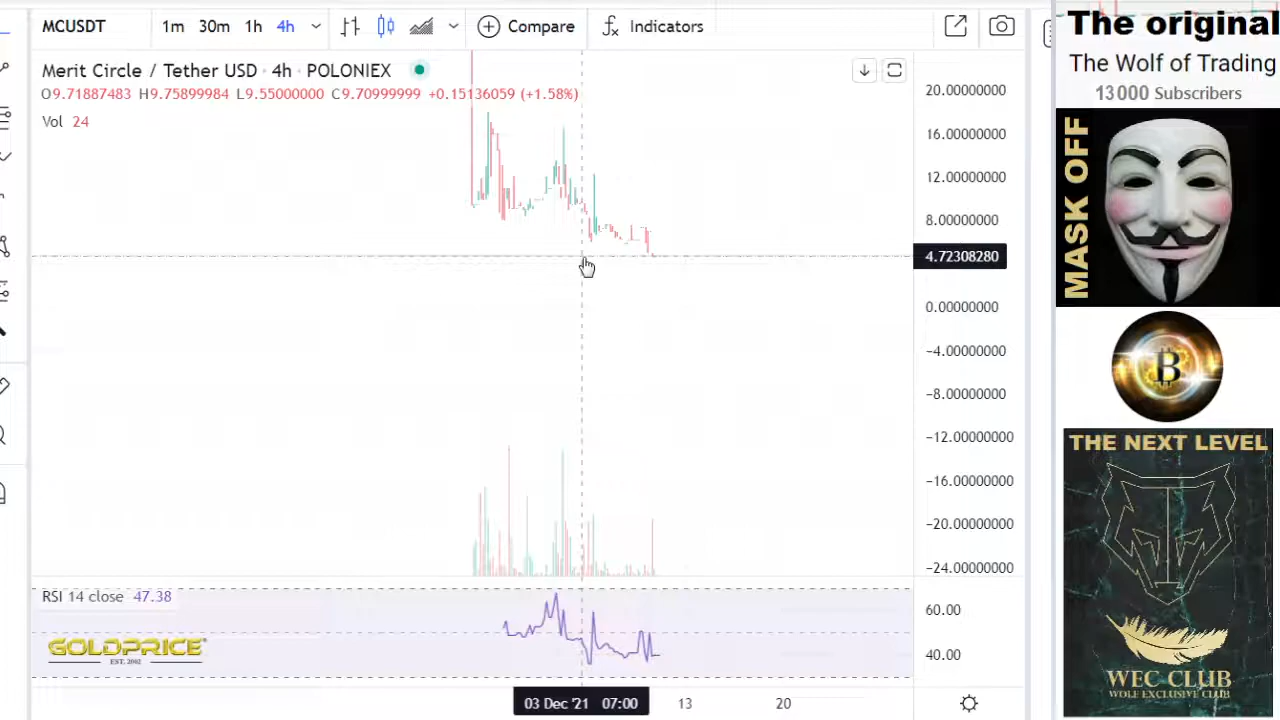 MCUSDT 1m 30m 1h 4h Compare Indicators
Merit Circle / Tether USD · 4h · POLONIEX
O9.71887483 H9.75899984 L9.55000000 C9.70999999 +0.15136059 (+1.58%)
Vol 24
20.00000000
16.00000000
12.00000000
8.00000000
4.72308280
0.00000000
−4.00000000
−8.00000000
−12.00000000
−16.00000000
−20.00000000
−24.00000000
RSI 14 close 47.38
60.00
40.00
GOLDPRICE
EST. 2002
03 Dec '21 07:00 13 20
The original
The Wolf of Trading
13000 Subscribers
MASK OFF
B
THE NEXT LEVEL
WEC CLUB
WOLF EXCLUSIVE CLUB